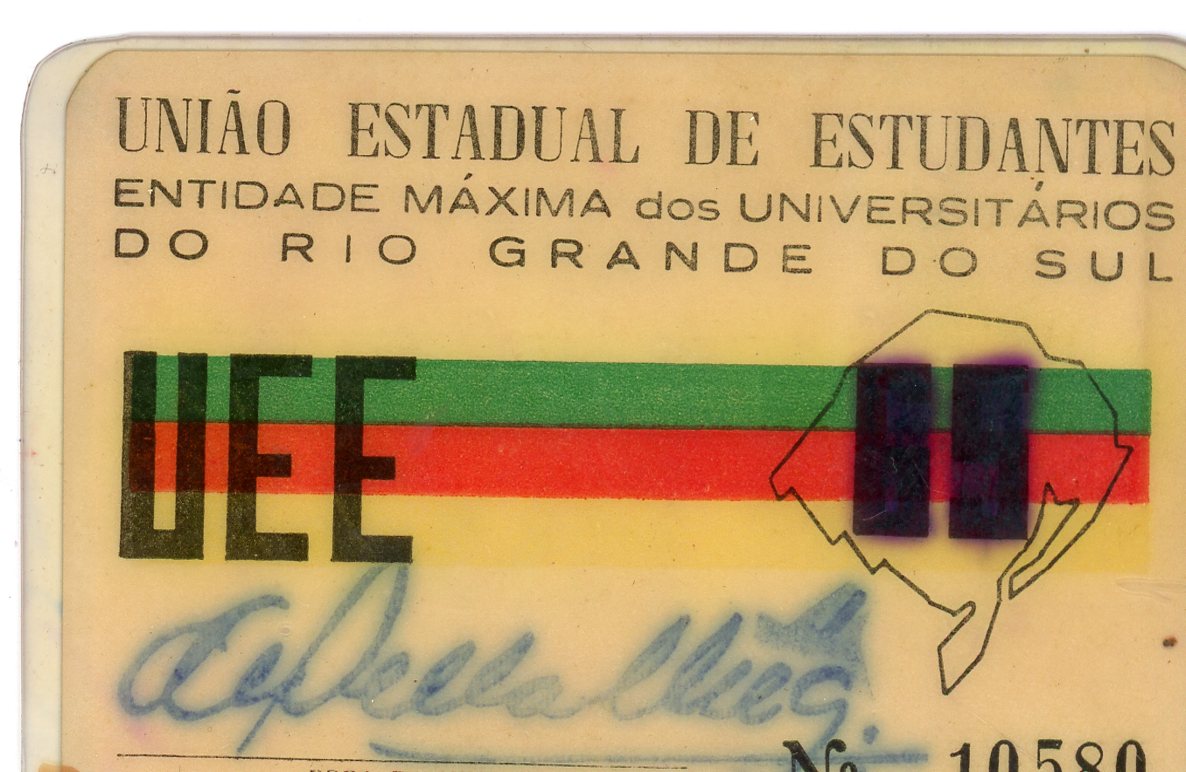 UNIÃO ESTADUAL DE ESTUDANTES
ENTIDADE MÁXIMA dos UNIVERSITÁRIOS
DO RIO GRANDE DO SUL
UEE
Nº 10580